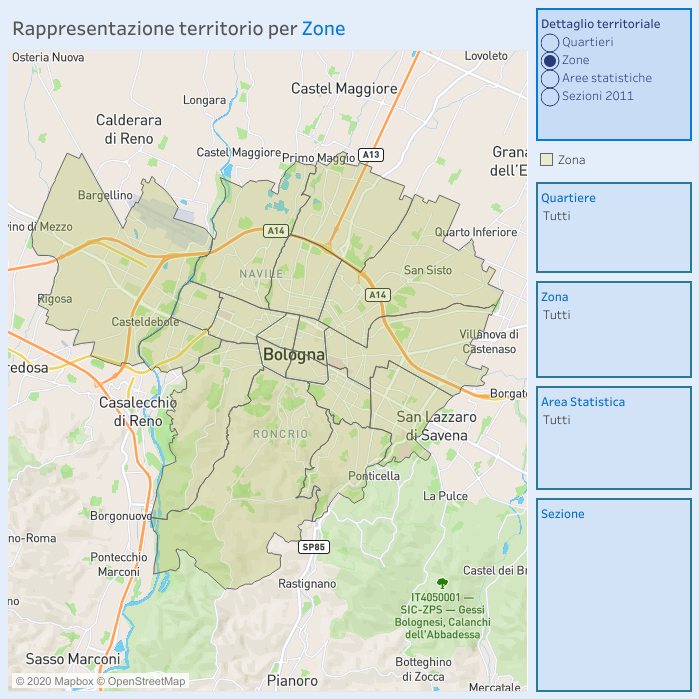 Rappresentazione territorio per Zone
Osteria Nuova
Lovoleto
Castel Maggiore
Longara
Calderara
di Reno
Castel Maggiore
Primo Maggio
A13
Grana
dell'E
Bargellino
vino di Mezzo
A14
Quarto Inferiore
NAVILE
San Sisto
A14
Rigosa
Casteldebole
Villanova di
Castenaso
Bologna
redosa
Borgat
Casalecchio
di Reno
San Lazzaro
di Savena
RONCRIO
Ponticella
La Pulce
Borgonuovo
no-Roma
SP85
Pontecchio
Marconi
Castel dei Br
Rastignano
IT4050001 —
SIC-ZPS — Gessi
Bolognesi, Calanchi
dell'Abbadessa
no
Sasso Marconi
Botteghino
di Zocca
Pianoro
Mercatale
© 2020 Mapbox © OpenStreetMap
Dettaglio territoriale
Quartieri
Zone
Aree statistiche
Sezioni 2011
Zona
Quartiere
Tutti
Zona
Tutti
Area Statistica
Tutti
Sezione